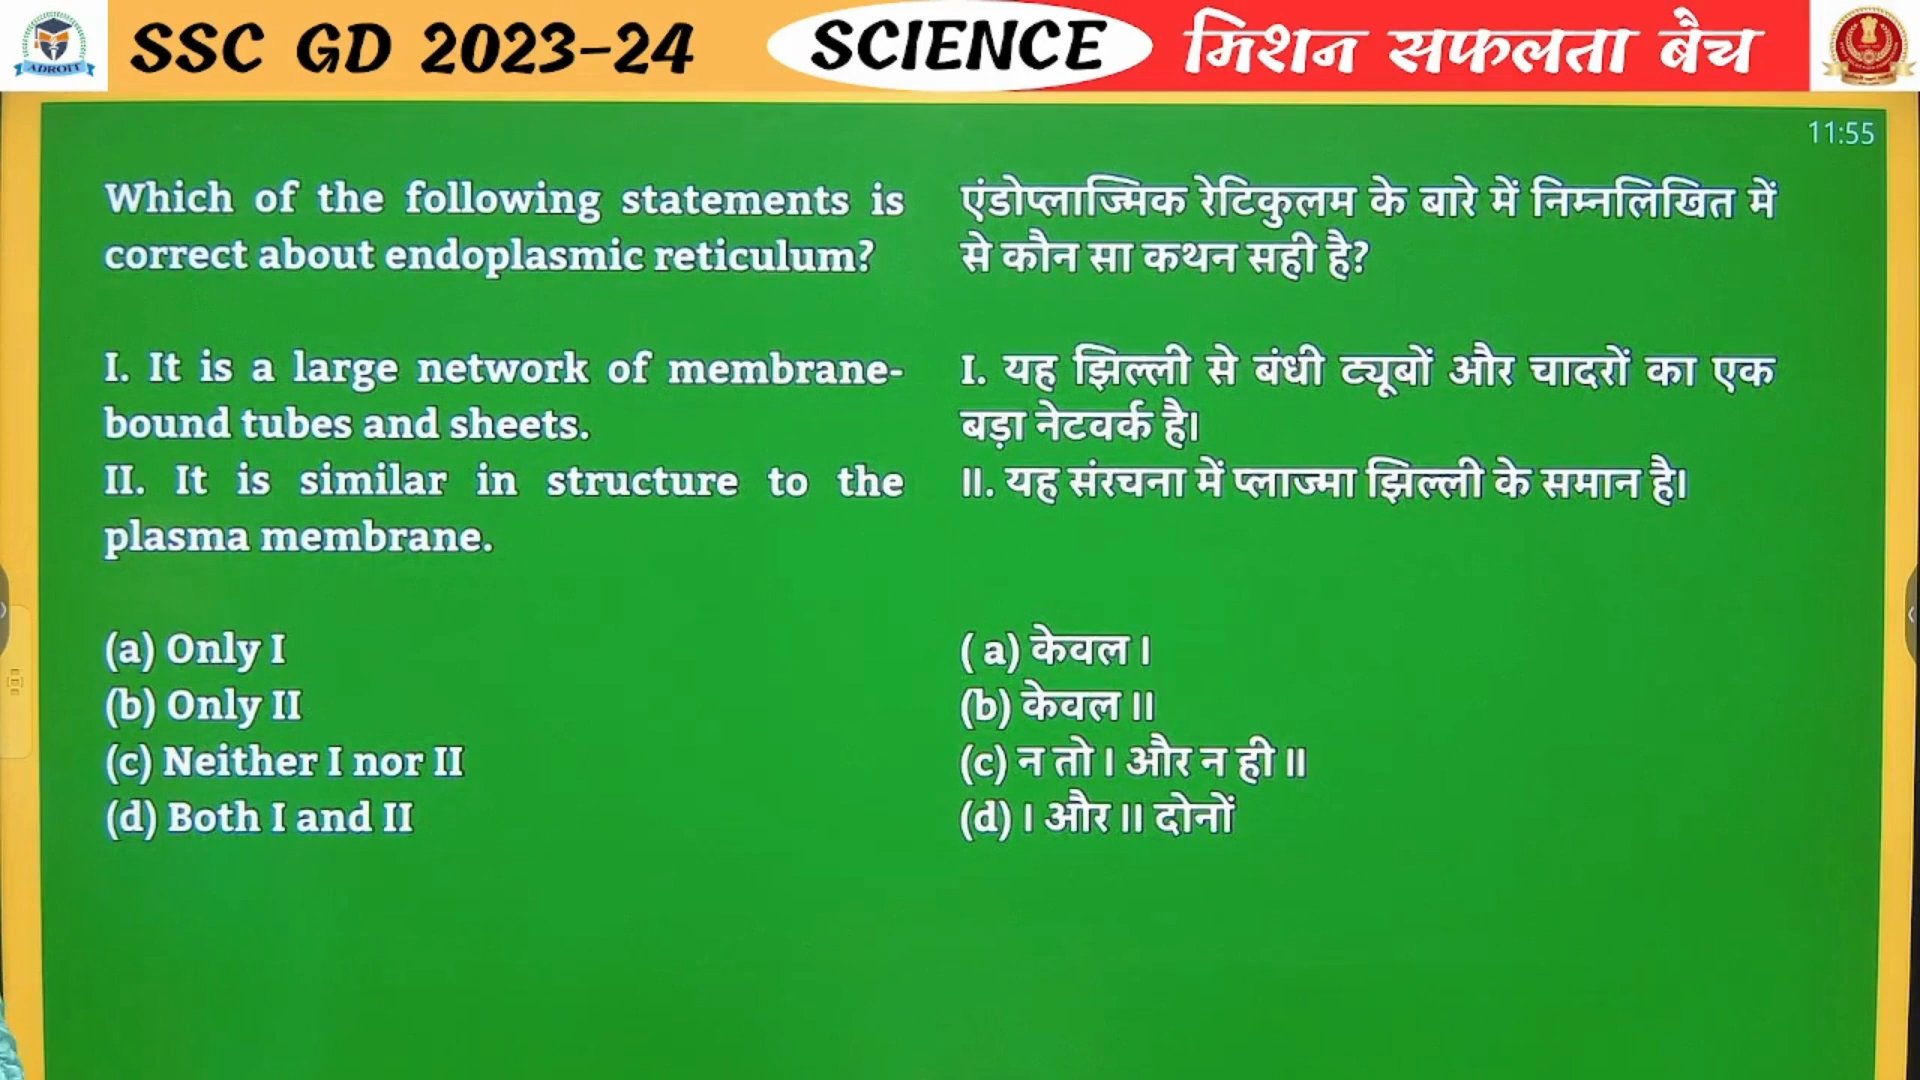 ADROIT
SSC GD 2023-24
SCIENCE
मिशन सफलता बैच
11:55
Which of the following statements is
correct about endoplasmic reticulum?
I. It is a large network of membrane-
bound tubes and sheets.
II. It is similar in structure to the
plasma membrane.
(a) Only I
(b) Only II
(c) Neither I nor II
(d) Both I and II
एंडोप्लाज्मिक रेटिकुलम के बारे में निम्नलिखित में
से कौन सा कथन सही है?
I. यह झिल्ली से बंधी ट्यूबों और चादरों का एक
बड़ा नेटवर्क है।
II. यह संरचना में प्लाज्मा झिल्ली के समान है।
( a) केवल I
(b) केवल II
(c) न तो I और न ही II
(d) I और II दोनों